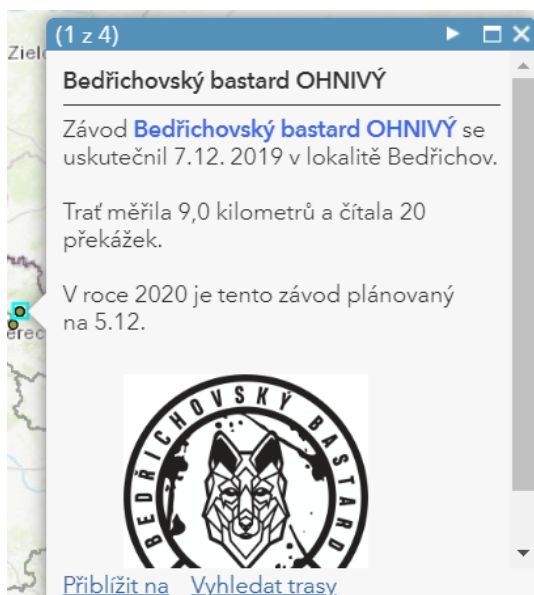 (1 z 4)
Ziel
Bedřichovský bastard OHNIVÝ
Závod Bedřichovský bastard OHNIVÝ se
uskutečnil 7.12. 2019 v lokalitě Bedřichov.
Trať měřila 9,0 kilometrů a čítala 20
překážek.
V roce 2020 je tento závod plánovaný
na 5.12.
erec
BEDŘICHOVSKÝ BASTARD
Přiblížit na Vyhledat trasy